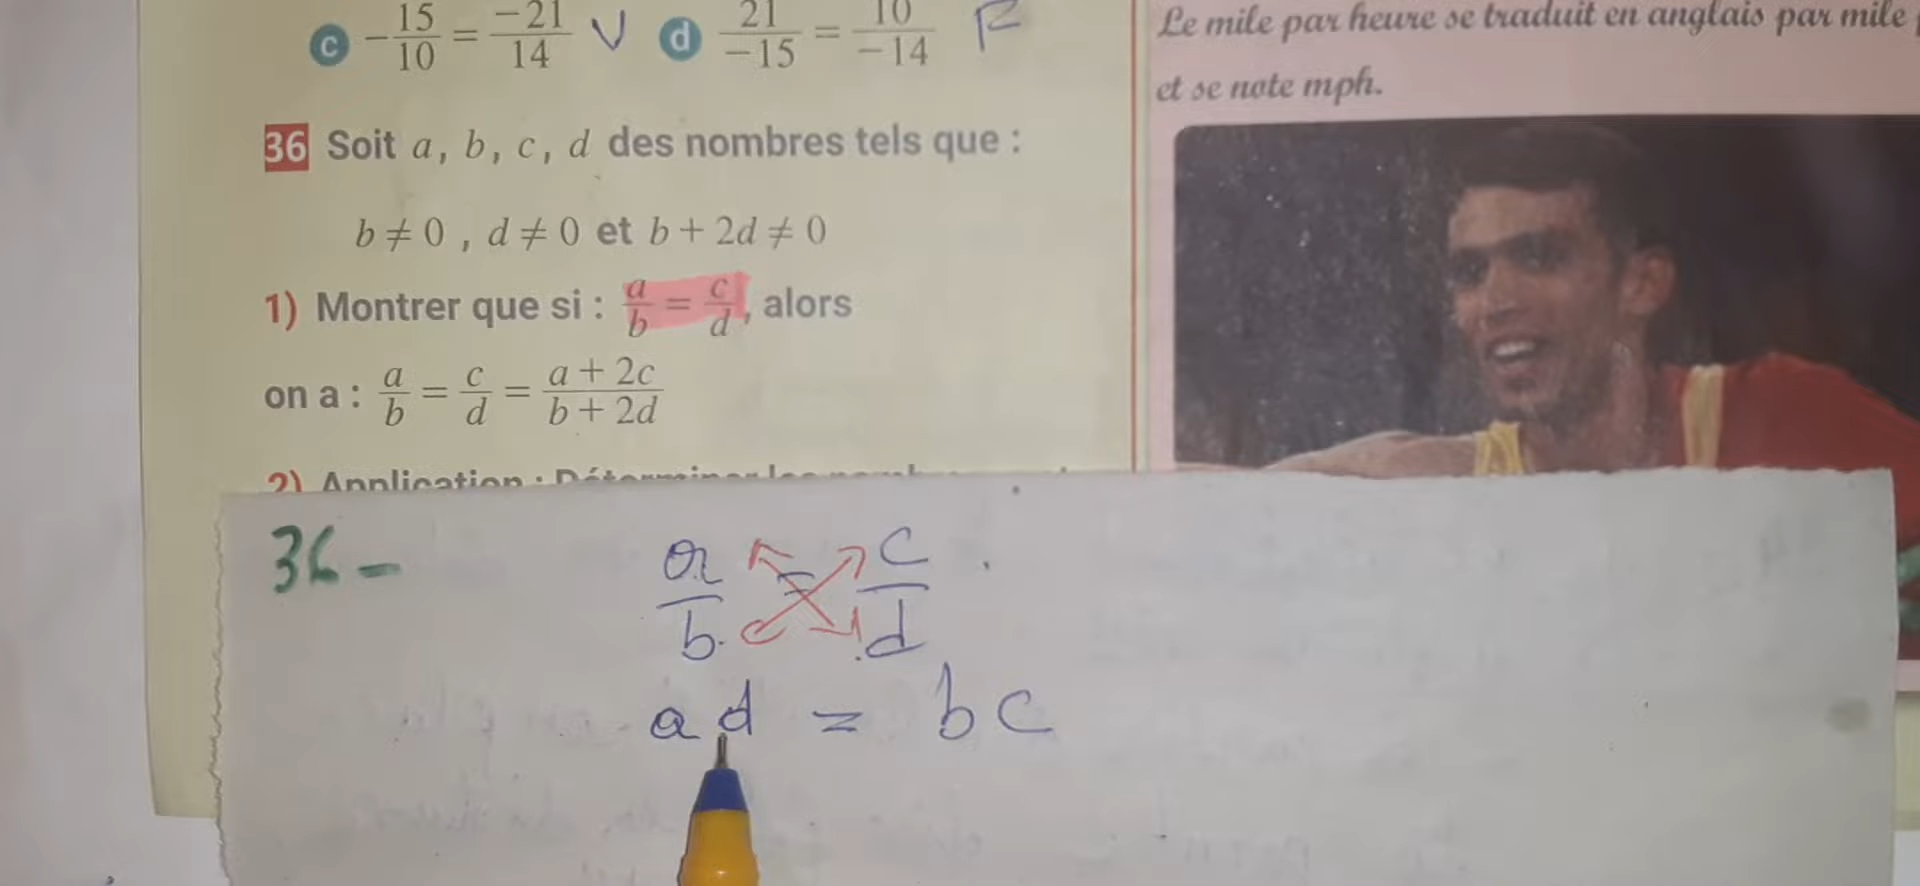 c -15/10 = -21/14 V d 21/-15 = 10/-14 F
36 Soit a, b, c, d des nombres tels que :
b ≠ 0 , d ≠ 0 et b + 2d ≠ 0
1) Montrer que si : a/b = c/d, alors
on a : a/b = c/d = a + 2c/b + 2d
2) Application :
Le mile par heure se traduit en anglais par mile
et se note mph.
36 -
a/b = c/d
ad = bc